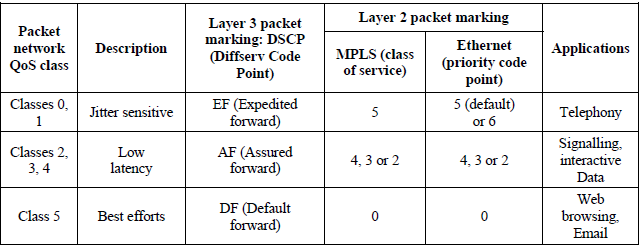 Packet
network
QoS class
Description
Layer 3 packet
marking: DSCP
(Diffserv Code
Point)
Layer 2 packet marking
MPLS (class
of service)
Ethernet
(priority code
point)
Applications
Classes 0,
1
Jitter sensitive
EF (Expedited
forward)
5
5 (default)
or 6
Telephony
Classes 2,
3, 4
Low
latency
AF (Assured
forward)
4, 3 or 2
4, 3 or 2
Signalling,
interactive
Data
Class 5
Best efforts
DF (Default
forward)
0
0
Web
browsing,
Email